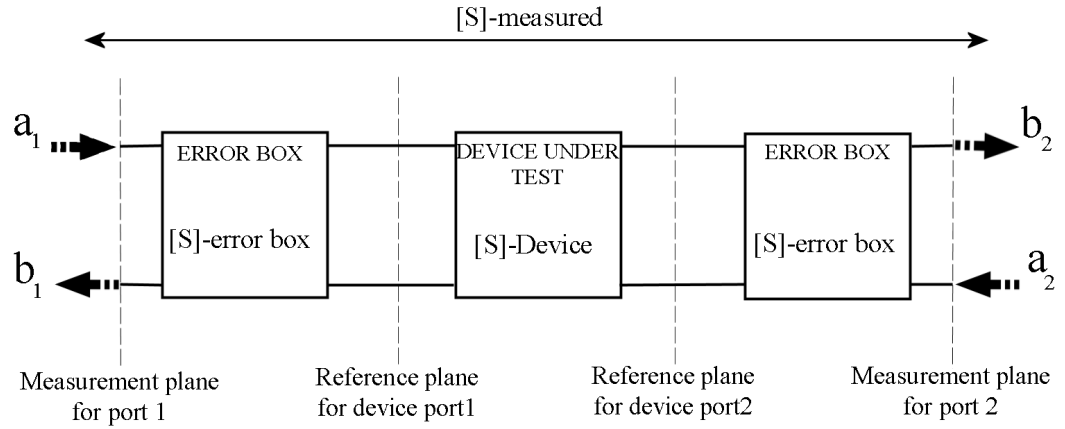 [S]-measured
a1
b2
ERROR BOX
DEVICE UNDER
TEST
ERROR BOX
[S]-error box
[S]-Device
[S]-error box
b1
a2
Measurement plane
for port 1
Reference plane
for device port1
Reference plane
for device port2
Measurement plane
for port 2